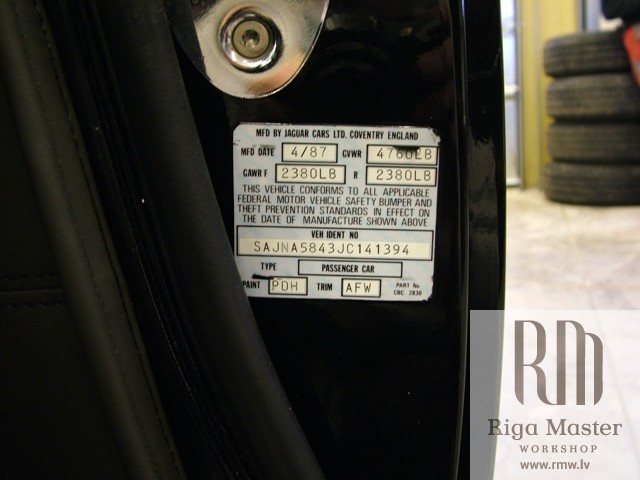 MFD BY JAGUAR CARS LTD. COVENTRY ENGLAND
MFD DATE 4/87 GVWR 4760LB
GAWR F 2380LB R 2380LB
THIS VEHICLE CONFORMS TO ALL APPLICABLE
FEDERAL MOTOR VEHICLE SAFETY BUMPER AND
THEFT PREVENTION STANDARDS IN EFFECT ON
THE DATE OF MANUFACTURE SHOWN ABOVE
VEH IDENT NO
SAJNA5843JC141394
TYPE PASSENGER CAR
PAINT PDH TRIM AFW PART No
CBC 2830
RM
Riga Master
WORKSHOP
www.rmw.lv